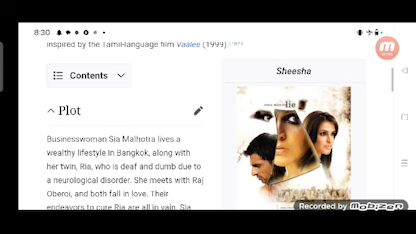 8:30
inspired by the Tamil-language film Vaalee (1999).
Contents
Sheesha
Plot
Businesswoman Sia Malhotra lives a
wealthy lifestyle in Bangkok, along with
her twin, Ria, who is deaf and dumb due to
a neurological disorder. She meets with Raj
Oberoi, and both fall in love. Their
endeavors to cure Ria are all in vain. Sia
lie
Recorded by Mobizen